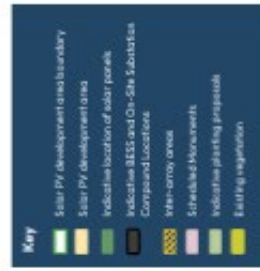 Key
Solar PV development area boundary
Solar PV development area
Indicative location of solar panels
Indicative BESS and On-Site Substation
Compound Locations
Inter-array areas
Scheduled Monuments
Indicative planting proposals
Existing vegetation